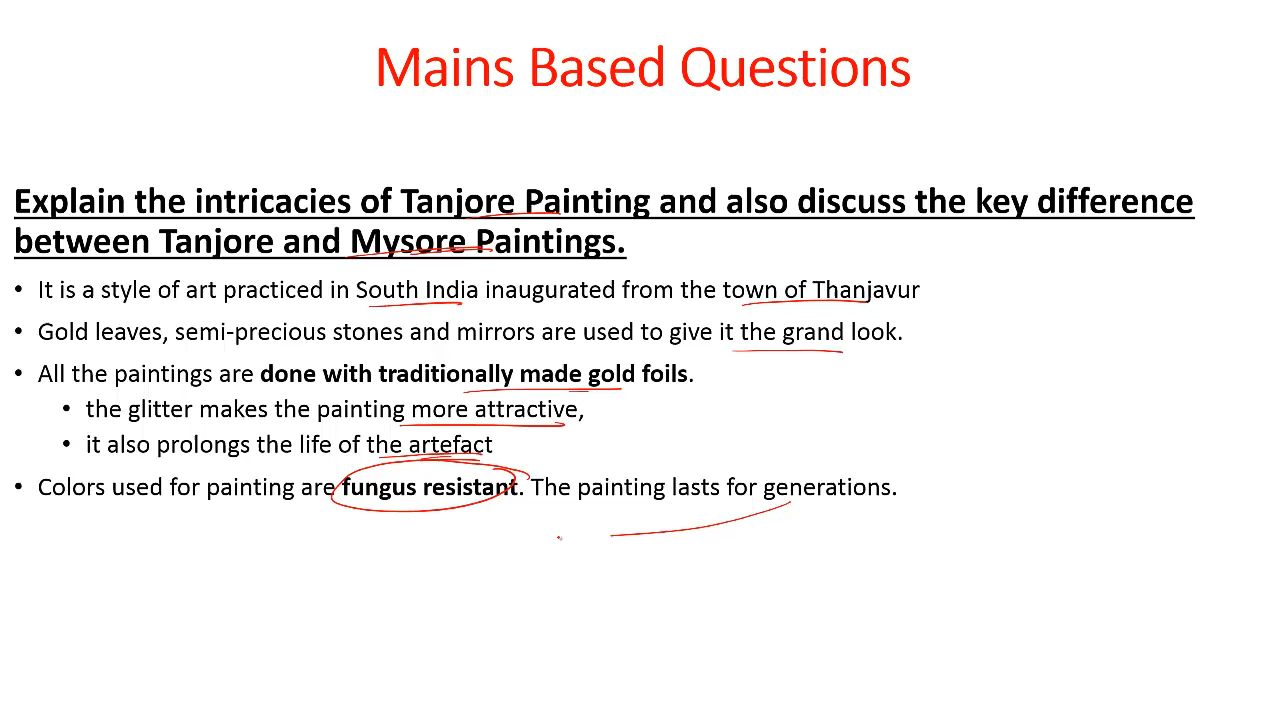 Mains Based Questions
Explain the intricacies of Tanjore Painting and also discuss the key difference
between Tanjore and Mysore Paintings.
• It is a style of art practiced in South India inaugurated from the town of Thanjavur
• Gold leaves, semi-precious stones and mirrors are used to give it the grand look.
• All the paintings are done with traditionally made gold foils.
• the glitter makes the painting more attractive,
• it also prolongs the life of the artefact
• Colors used for painting are fungus resistant. The painting lasts for generations.